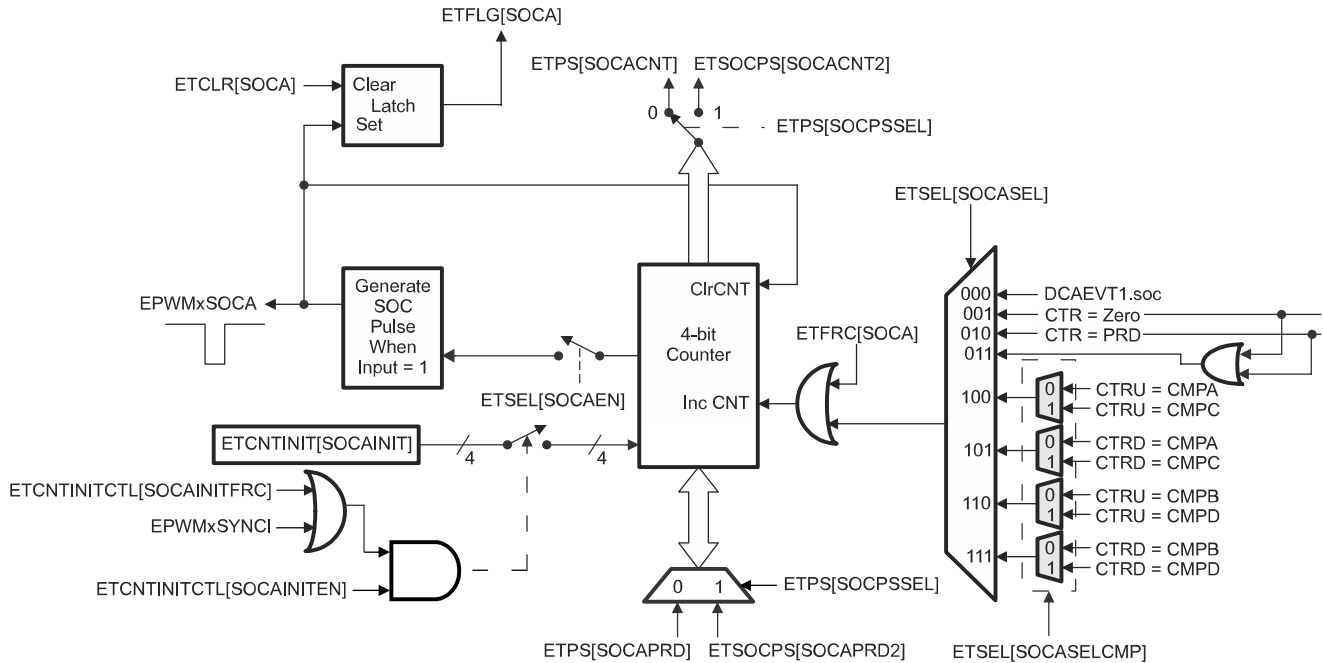 ETFLG[SOCA]
ETCLR[SOCA]
Clear
Latch
Set
ETPS[SOCACNT]
ETSOCPS[SOCACNT2]
0
1
ETPS[SOCPSSEL]
ETSEL[SOCASEL]
EPWMxSOCA
Generate
SOC
Pulse
When
Input = 1
ClrCNT
4-bit
Counter
Inc CNT
ETSEL[SOCAEN]
ETFRC[SOCA]
000
DCAEVT1.soc
001
CTR = Zero
010
CTR = PRD
011
100
0
CTRU = CMPA
1
CTRU = CMPC
101
0
CTRD = CMPA
1
CTRD = CMPC
110
0
CTRU = CMPB
1
CTRU = CMPD
111
0
CTRD = CMPB
1
CTRD = CMPD
ETCNTINIT[SOCAINIT]
4
4
ETCNTINITCTL[SOCAINITFRC]
EPWMxSYNCI
ETCNTINITCTL[SOCAINITEN]
0
1
ETPS[SOCPSSEL]
ETPS[SOCAPRD]
ETSOCPS[SOCAPRD2]
ETSEL[SOCASELCMP]